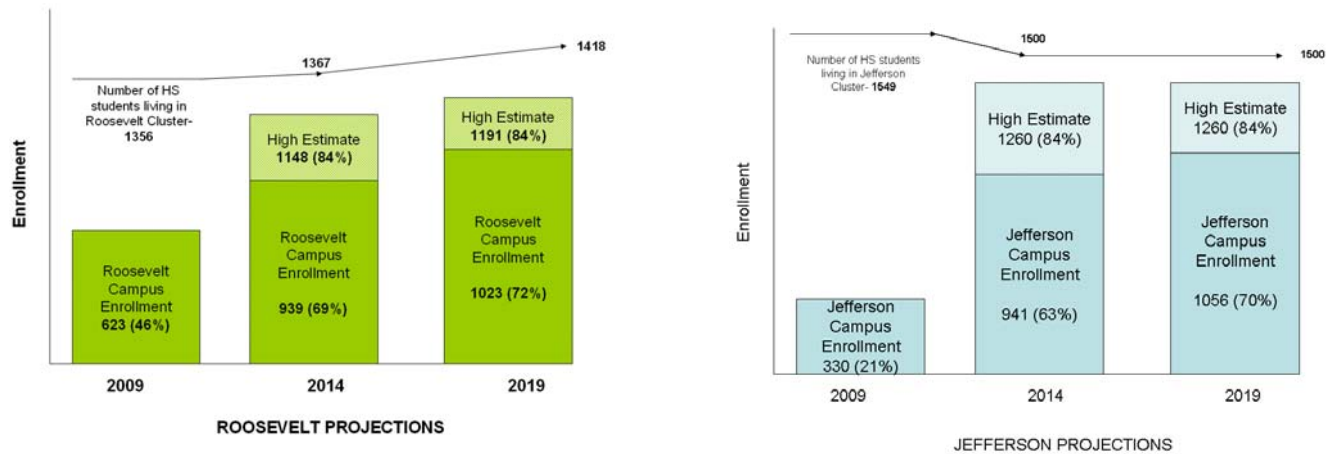 1418
1367
Number of HS
students living in
Roosevelt Cluster-
1356
High Estimate
1148 (84%)
High Estimate
1191 (84%)
Enrollment
Roosevelt
Campus
Enrollment
623 (46%)
Roosevelt
Campus
Enrollment
939 (69%)
Roosevelt
Campus
Enrollment
1023 (72%)
2009
2014
2019
ROOSEVELT PROJECTIONS
1500
1500
Number of HS students
living in Jefferson
Cluster- 1549
High Estimate
1260 (84%)
High Estimate
1260 (84%)
Enrollment
Jefferson
Campus
Enrollment
330 (21%)
Jefferson
Campus
Enrollment
941 (63%)
Jefferson
Campus
Enrollment
1056 (70%)
2009
2014
2019
JEFFERSON PROJECTIONS